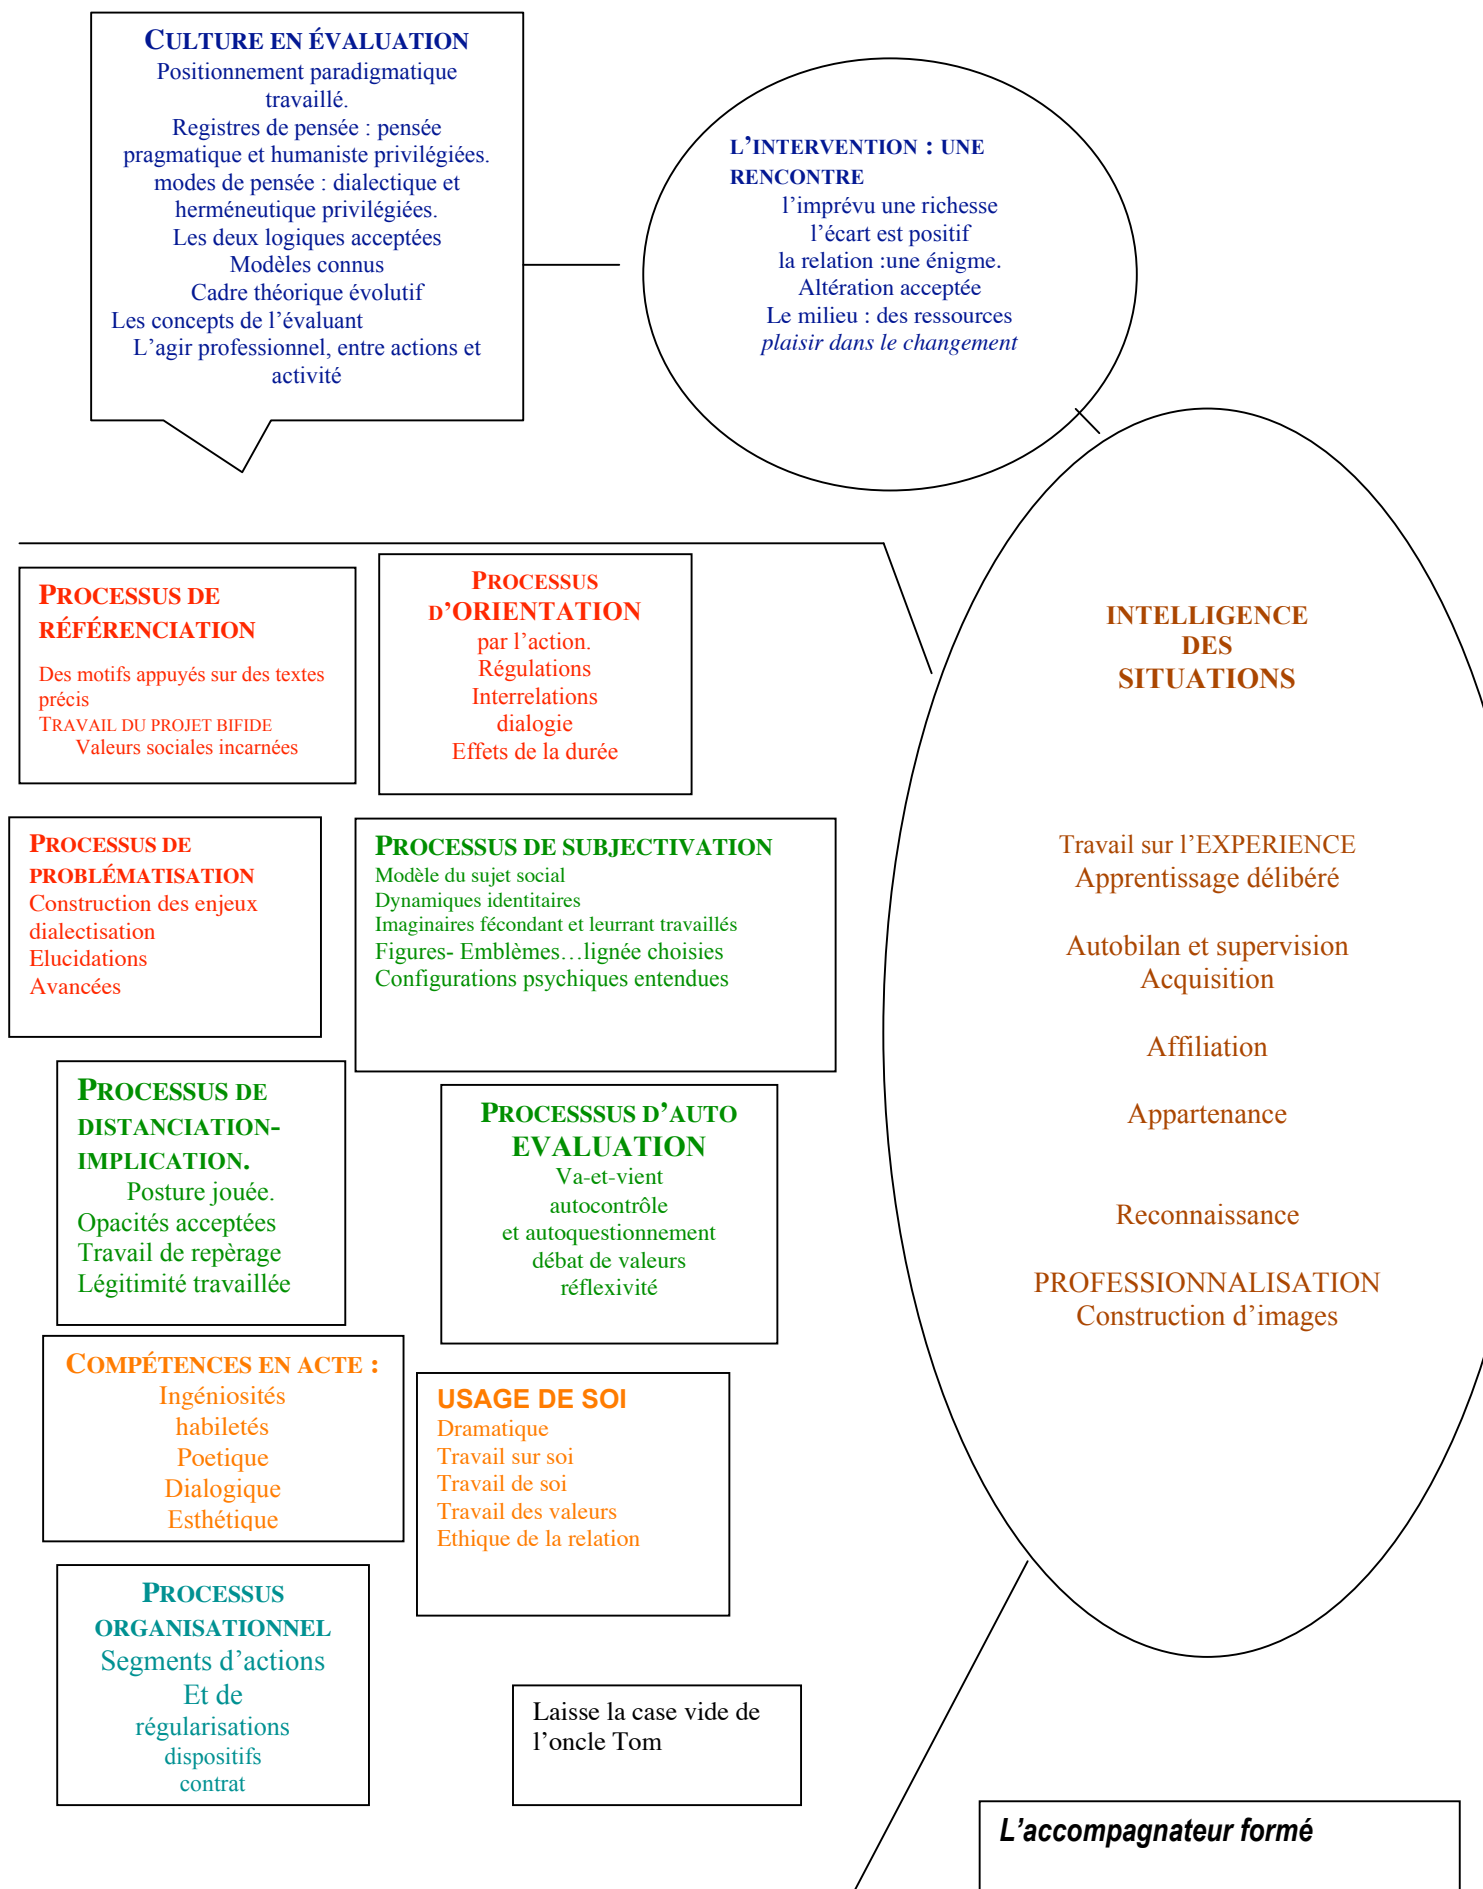 CULTURE EN ÉVALUATION
Positionnement paradigmatique
travaillé.
Registres de pensée : pensée
pragmatique et humaniste privilégiées.
modes de pensée : dialectique et
herméneutique privilégiées.
Les deux logiques acceptées
Modèles connus
Cadre théorique évolutif
Les concepts de l’évaluant
L’agir professionnel, entre actions et
activité
L’INTERVENTION : UNE
RENCONTRE
l’imprévu une richesse
l’écart est positif
la relation :une énigme.
Altération acceptée
Le milieu : des ressources
plaisir dans le changement
PROCESSUS DE
RÉFÉRENCIATION
Des motifs appuyés sur des textes
précis
TRAVAIL DU PROJET BIFIDE
Valeurs sociales incarnées
PROCESSUS
D’ORIENTATION
par l’action.
Régulations
Interrelations
dialogie
Effets de la durée
INTELLIGENCE
DES
SITUATIONS
Travail sur l’EXPERIENCE
Apprentissage délibéré
Autobilan et supervision
Acquisition
Affiliation
Appartenance
Reconnaissance
PROFESSIONNALISATION
Construction d’images
PROCESSUS DE
PROBLÉMATISATION
Construction des enjeux
dialectisation
Elucidations
Avancées
PROCESSUS DE SUBJECTIVATION
Modèle du sujet social
Dynamiques identitaires
Imaginaires fécondant et leurrant travaillés
Figures- Emblèmes…lignée choisies
Configurations psychiques entendues
PROCESSUS DE
DISTANCIATION-
IMPLICATION.
Posture jouée.
Opacités acceptées
Travail de repèrage
Légitimité travaillée
PROCESSSUS D’AUTO
EVALUATION
Va-et-vient
autocontrôle
et autoquestionnement
débat de valeurs
réflexivité
COMPÉTENCES EN ACTE :
Ingéniosités
habiletés
Poetique
Dialogique
Esthétique
USAGE DE SOI
Dramatique
Travail sur soi
Travail de soi
Travail des valeurs
Ethique de la relation
PROCESSUS
ORGANISATIONNEL
Segments d’actions
Et de
régularisations
dispositifs
contrat
Laisse la case vide de
l’oncle Tom
L’accompagnateur formé